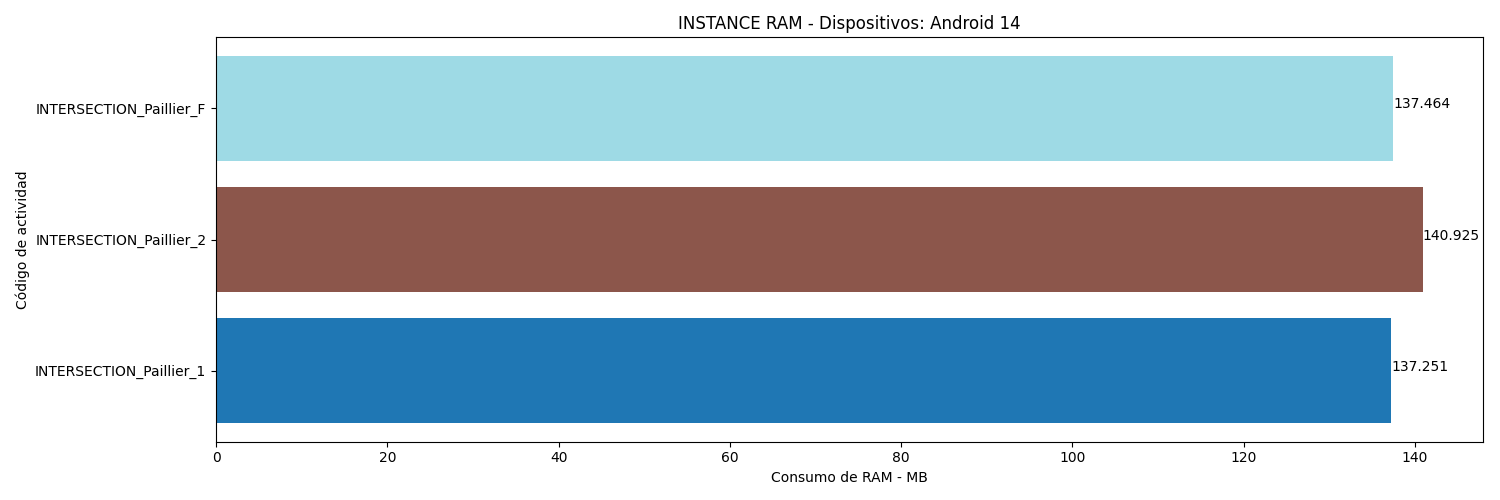 INSTANCE RAM - Dispositivos: Android 14
INTERSECTION_Paillier_F
137.464
INTERSECTION_Paillier_2
140.925
INTERSECTION_Paillier_1
137.251
Código de actividad
0 20 40 60 80 100 120 140
Consumo de RAM - MB